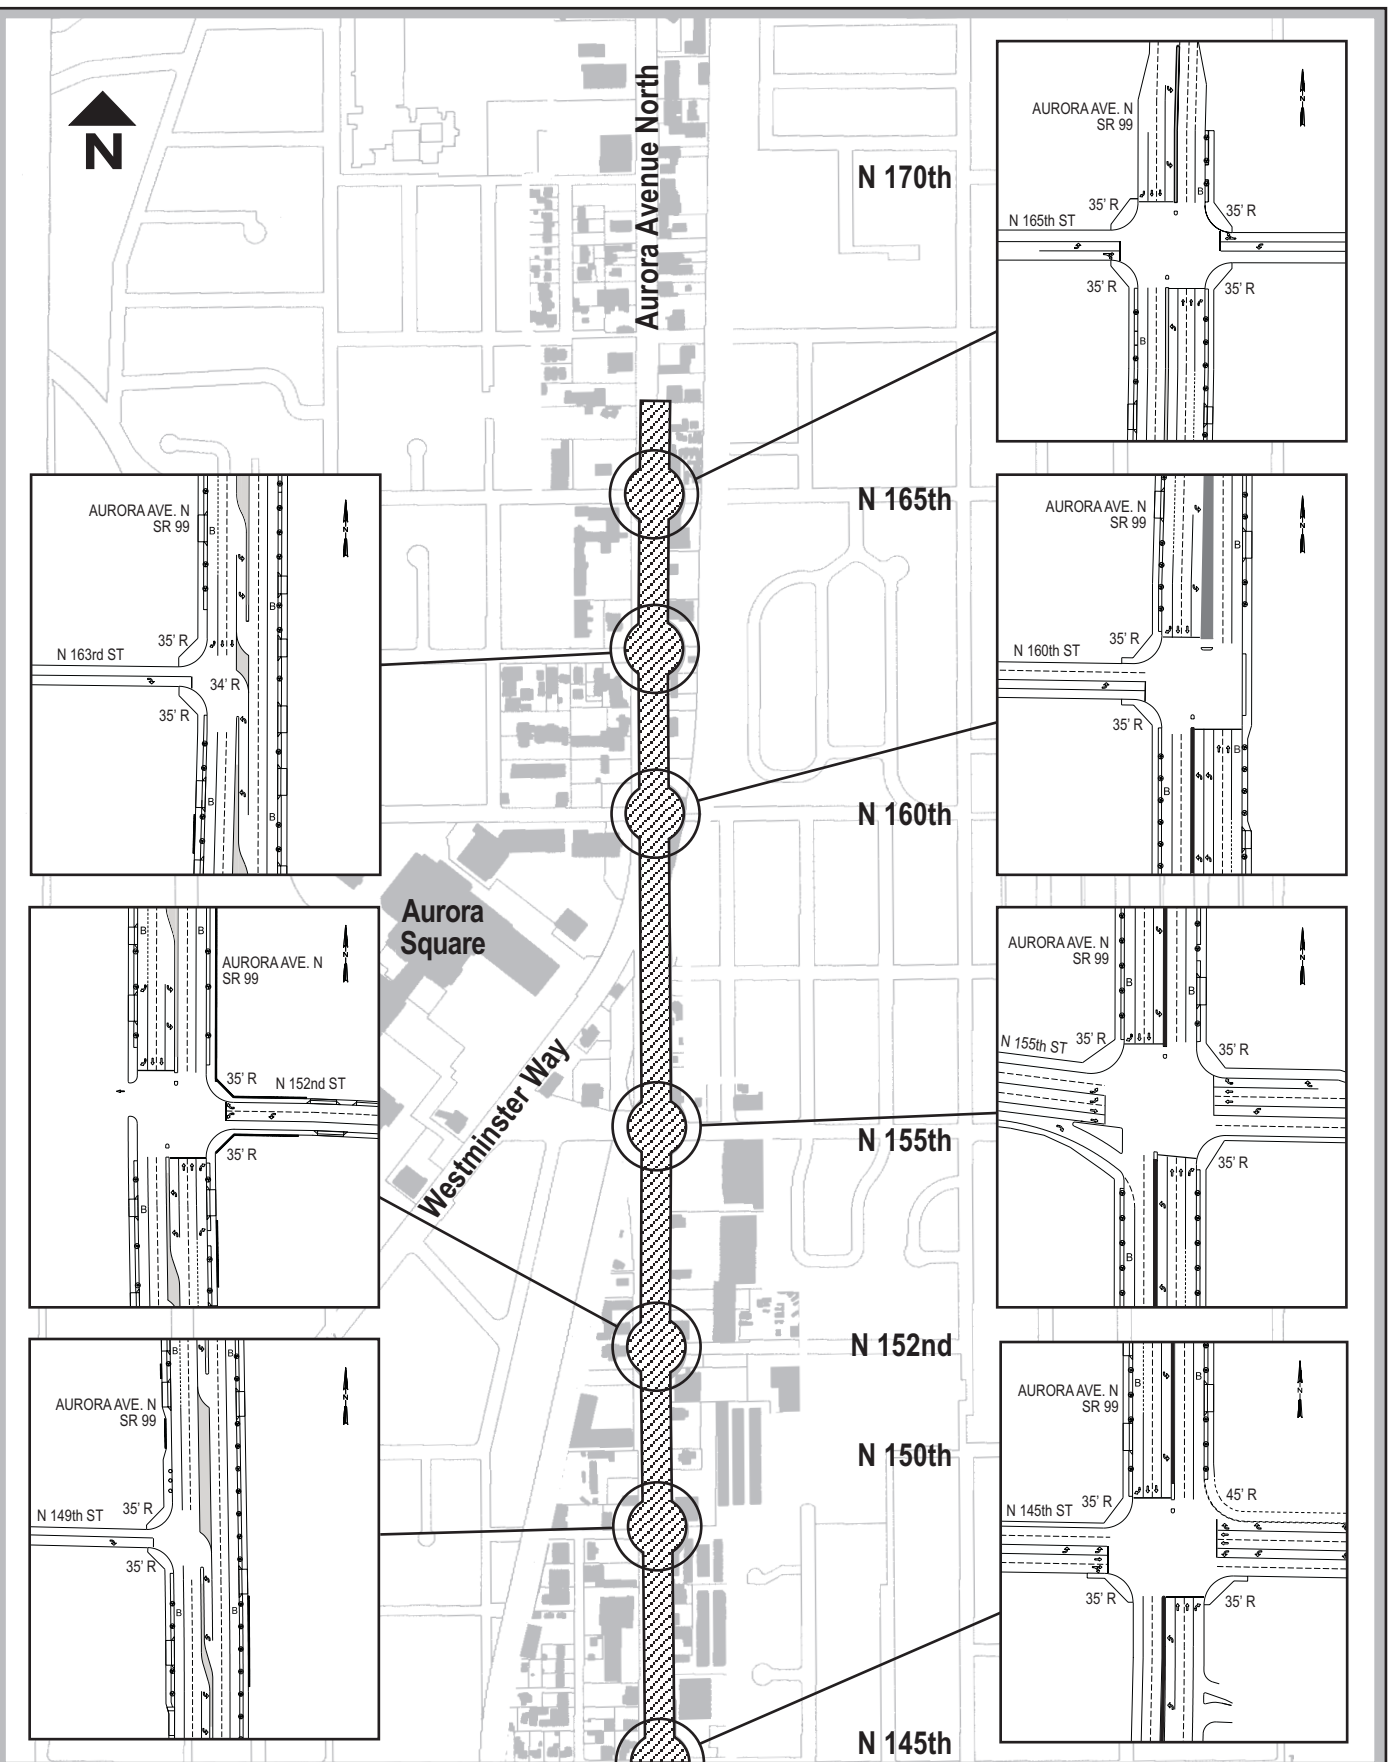 N
Aurora Avenue North
N 170th
N 165th
N 160th
N 155th
N 152nd
N 150th
N 145th
Aurora
Square
Westminster Way
AURORA AVE. N
SR 99
N
35' R
35' R
N 165th ST
35' R
35' R
B
B
AURORA AVE. N
SR 99
N
B
35' R
N 163rd ST
34' R
35' R
B
B
B
AURORA AVE. N
SR 99
N
B
35' R
N 160th ST
35' R
B
B
B
B
AURORA AVE. N
SR 99
N
35' R
N 152nd ST
35' R
B
AURORA AVE. N
SR 99
N
B
B
N 155th ST
35' R
35' R
35' R
B
B
B
AURORA AVE. N
SR 99
N
35' R
N 149th ST
35' R
B
B
B
B
AURORA AVE. N
SR 99
N
35' R
45' R
N 145th ST
35' R
35' R